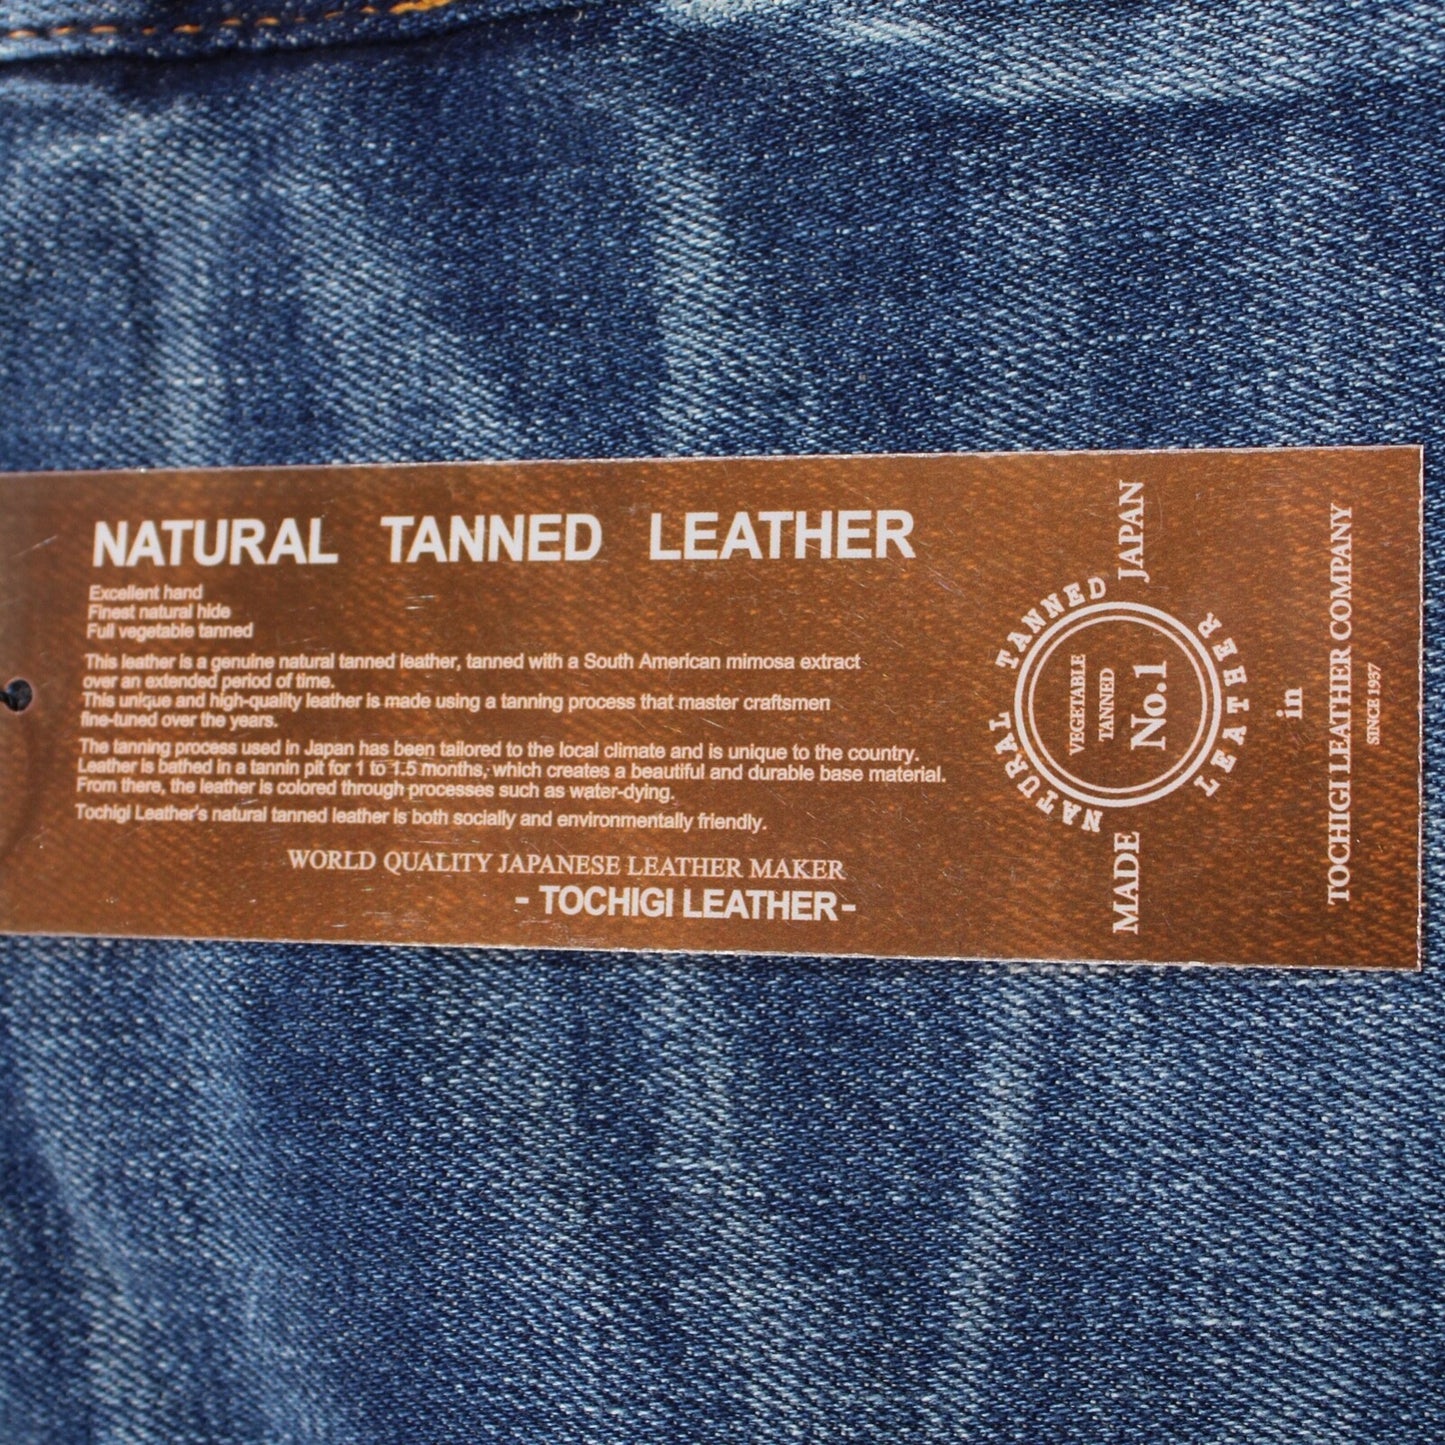 NATURAL TANNED LEATHER
Excellent hand
Finest natural hide
Full vegetable tanned
This leather is a genuine natural tanned leather, tanned with a South American mimosa extract
over an extended period of time.
This unique and high-quality leather is made using a tanning process that master craftsmen
fine-tuned over the years.
The tanning process used in Japan has been tailored to the local climate and is unique to the country.
Leather is bathed in a tannin pit for 1 to 1.5 months, which creates a beautiful and durable base material.
From there, the leather is colored through processes such as water-dying.
Tochigi Leather's natural tanned leather is both socially and environmentally friendly.
WORLD QUALITY JAPANESE LEATHER MAKER
- TOCHIGI LEATHER -
NATURAL TANNED LEATHER
VEGETABLE
TANNED
No.1
MADE JAPAN
in
TOCHIGI LEATHER COMPANY
SINCE 1937